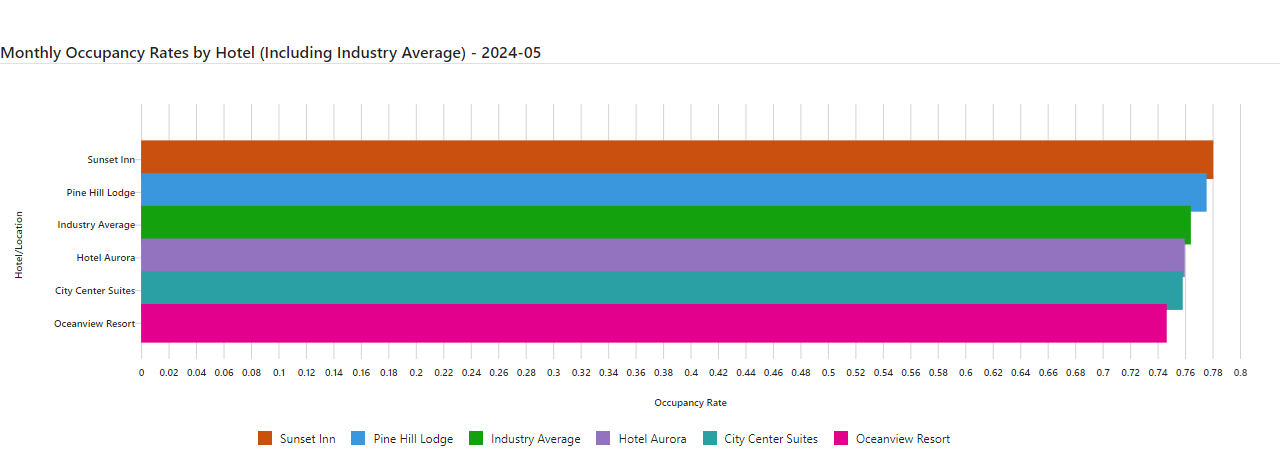 Monthly Occupancy Rates by Hotel (Including Industry Average) - 2024-05
Hotel/Location
Sunset Inn
Pine Hill Lodge
Industry Average
Hotel Aurora
City Center Suites
Oceanview Resort
0 0.02 0.04 0.06 0.08 0.1 0.12 0.14 0.16 0.18 0.2 0.22 0.24 0.26 0.28 0.3 0.32 0.34 0.36 0.38 0.4 0.42 0.44 0.46 0.48 0.5 0.52 0.54 0.56 0.58 0.6 0.62 0.64 0.66 0.68 0.7 0.72 0.74 0.76 0.78 0.8
Occupancy Rate
Sunset Inn Pine Hill Lodge Industry Average Hotel Aurora City Center Suites Oceanview Resort